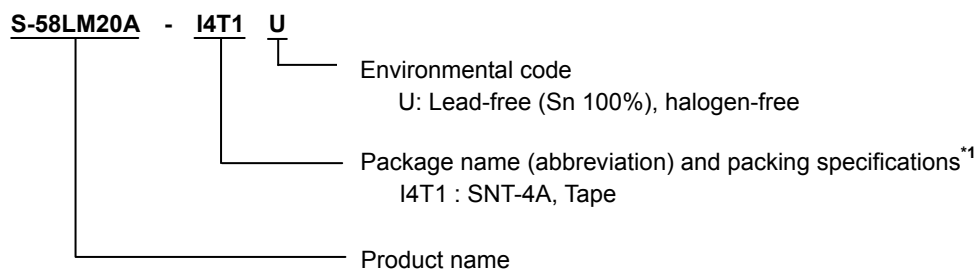 S-58LM20A - I4T1 U
Environmental code
U: Lead-free (Sn 100%), halogen-free
Package name (abbreviation) and packing specifications*1
I4T1 : SNT-4A, Tape
Product name